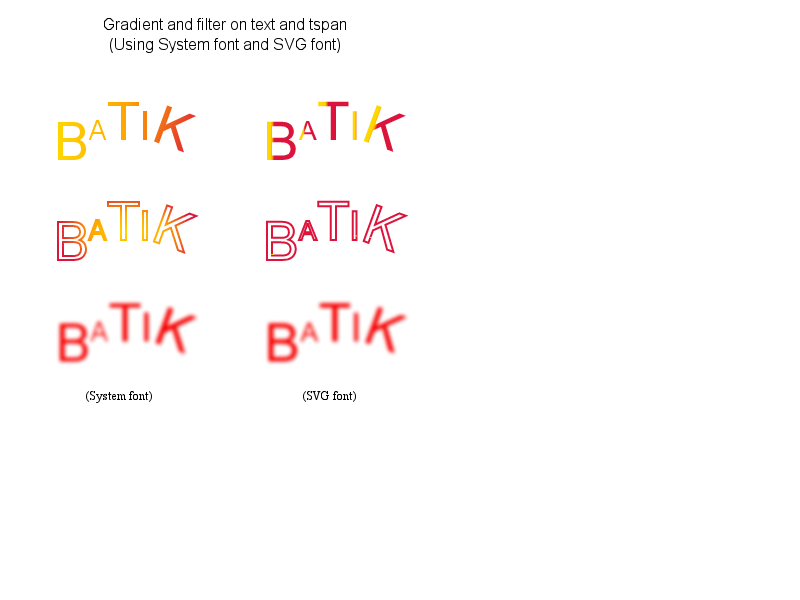 Gradient and filter on text and tspan
(Using System font and SVG font)
BATIK BATIK
BATIK BATIK
BATIK BATIK
(System font) (SVG font)